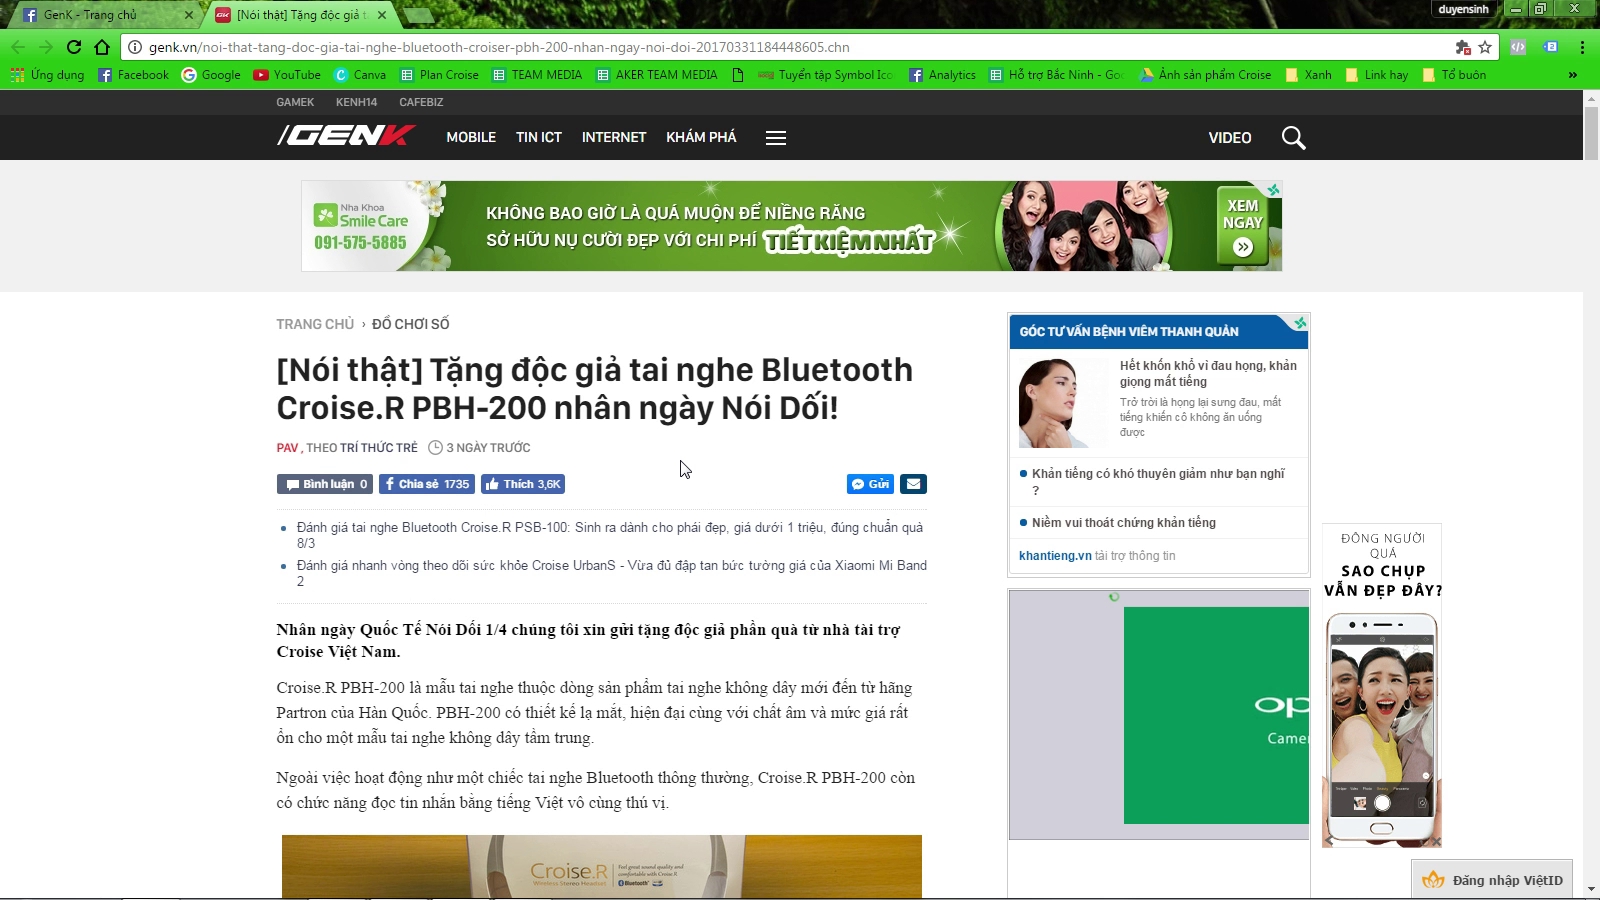 GenK - Trang chủ
[Nói thật] Tặng độc giả t
duyensinh
genk.vn/noi-that-tang-doc-gia-tai-nghe-bluetooth-croiser-pbh-200-nhan-ngay-noi-doi-20170331184448605.chn
Ứng dụng Facebook Google YouTube Canva Plan Croise TEAM MEDIA AKER TEAM MEDIA Tuyển tập Symbol Ico Analytics Hỗ trợ Bắc Ninh - Goo Ảnh sản phẩm Croise Xanh Link hay Tổ buôn »
GAMEK KENH14 CAFEBIZ
GENK MOBILE TIN ICT INTERNET KHÁM PHÁ VIDEO
Nha Khoa
Smile Care
091-575-5885
KHÔNG BAO GIỜ LÀ QUÁ MUỘN ĐỂ NIỀNG RĂNG
SỞ HỮU NỤ CƯỜI ĐẸP VỚI CHI PHÍ TIẾT KIỆM NHẤT
XEM
NGAY
TRANG CHỦ › ĐỒ CHƠI SỐ
[Nói thật] Tặng độc giả tai nghe Bluetooth
Croise.R PBH-200 nhân ngày Nói Dối!
PAV , THEO TRÍ THỨC TRẺ 3 NGÀY TRƯỚC
Bình luận 0 Chia sẻ 1735 Thích 3,6K Gửi
Đánh giá tai nghe Bluetooth Croise.R PSB-100: Sinh ra dành cho phái đẹp, giá dưới 1 triệu, đúng chuẩn quà
8/3
Đánh giá nhanh vòng theo dõi sức khỏe Croise UrbanS - Vừa đủ đập tan bức tường giá của Xiaomi Mi Band
2
Nhân ngày Quốc Tế Nói Dối 1/4 chúng tôi xin gửi tặng độc giả phần quà từ nhà tài trợ
Croise Việt Nam.
Croise.R PBH-200 là mẫu tai nghe thuộc dòng sản phẩm tai nghe không dây mới đến từ hãng
Partron của Hàn Quốc. PBH-200 có thiết kế lạ mắt, hiện đại cùng với chất âm và mức giá rất
ổn cho một mẫu tai nghe không dây tầm trung.
Ngoài việc hoạt động như một chiếc tai nghe Bluetooth thông thường, Croise.R PBH-200 còn
có chức năng đọc tin nhắn bằng tiếng Việt vô cùng thú vị.
Croise.R
Wireless Stereo Headset
Feel great sound quality and
comfortable with Croise R
Bluetooth
GÓC TƯ VẤN BỆNH VIÊM THANH QUẢN
Hết khốn khổ vì đau họng, khản
giọng mất tiếng
Trở trời là họng lại sưng đau, mất
tiếng khiến cô không ăn uống
được
Khản tiếng có khó thuyên giảm như bạn nghĩ
?
Niềm vui thoát chứng khản tiếng
khantieng.vn tải trợ thông tin
op
Camer
ĐÔNG NGƯỜI
QUÁ
SAO CHỤP
VẪN ĐẸP ĐÂY?
Đăng nhập ViệtID